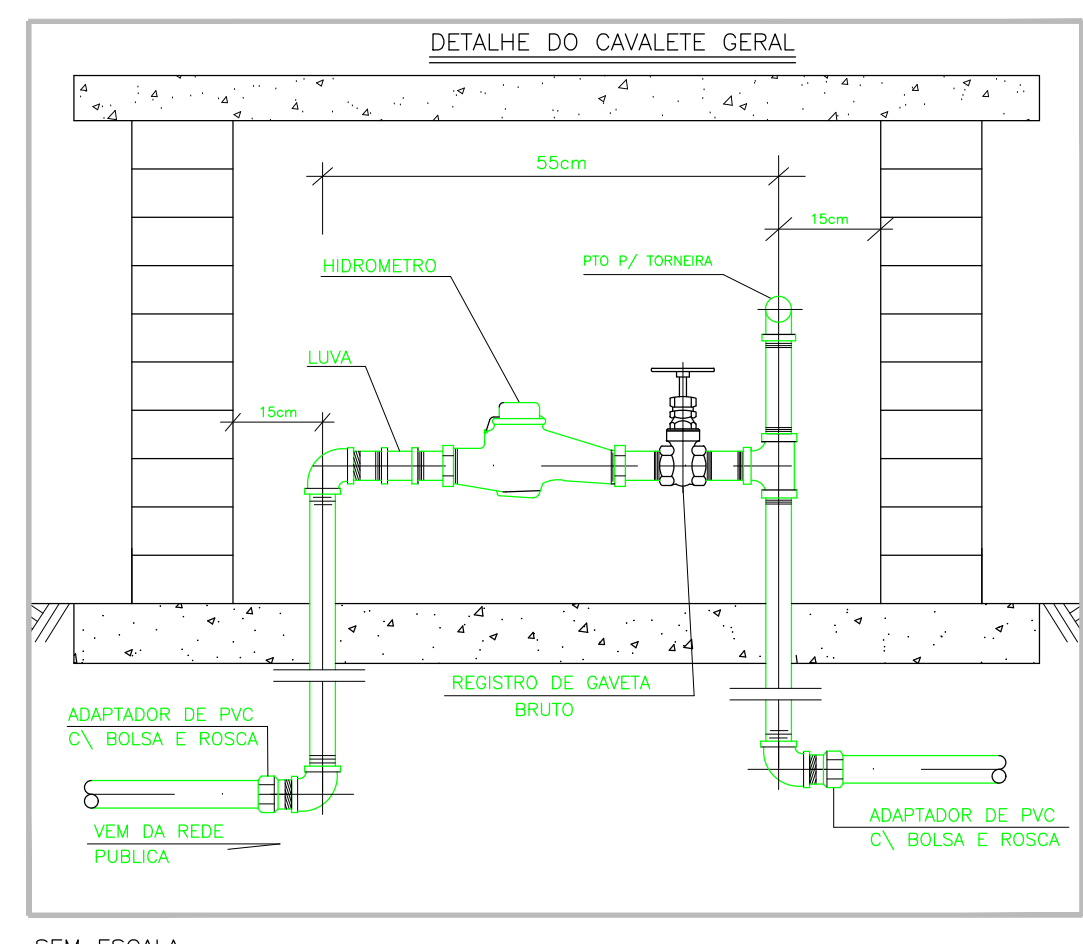 DETALHE DO CAVALETE GERAL
55cm
15cm
HIDROMETRO
PTO P/ TORNEIRA
LUVA
15cm
REGISTRO DE GAVETA
BRUTO
ADAPTADOR DE PVC
C\ BOLSA E ROSCA
VEM DA REDE
PUBLICA
ADAPTADOR DE PVC
C\ BOLSA E ROSCA
SEM ESCALA